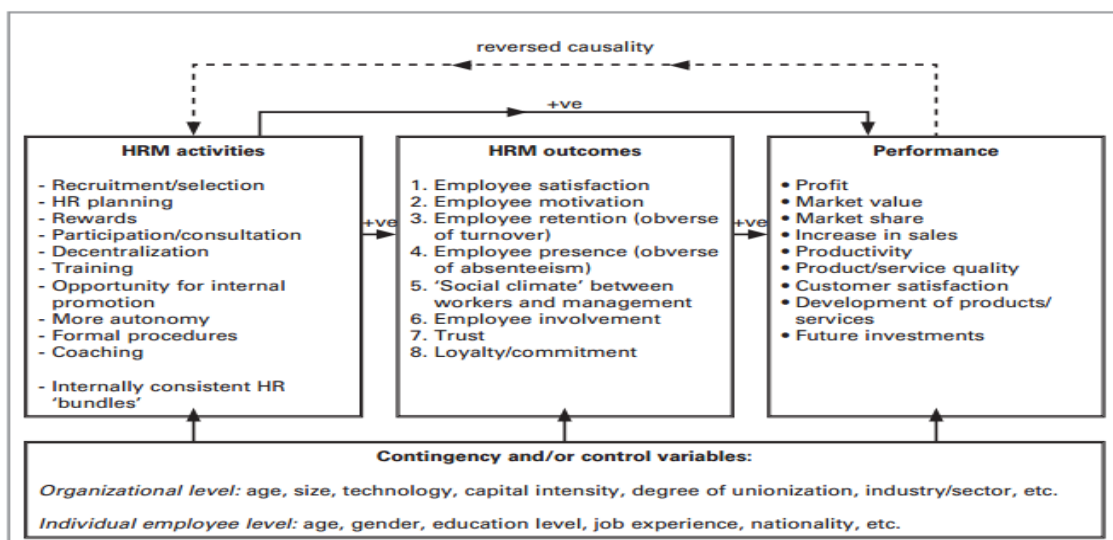 reversed causality
+ve
HRM activities
- Recruitment/selection
- HR planning
- Rewards
- Participation/consultation
- Decentralization
- Training
- Opportunity for internal
promotion
- More autonomy
- Formal procedures
- Coaching
- Internally consistent HR
‘bundles’
+ve
HRM outcomes
1. Employee satisfaction
2. Employee motivation
3. Employee retention (obverse
of turnover)
4. Employee presence (obverse
of absenteeism)
5. ‘Social climate’ between
workers and management
6. Employee involvement
7. Trust
8. Loyalty/commitment
+ve
Performance
• Profit
• Market value
• Market share
• Increase in sales
• Productivity
• Product/service quality
• Customer satisfaction
• Development of products/
services
• Future investments
Contingency and/or control variables:
Organizational level: age, size, technology, capital intensity, degree of unionization, industry/sector, etc.
Individual employee level: age, gender, education level, job experience, nationality, etc.